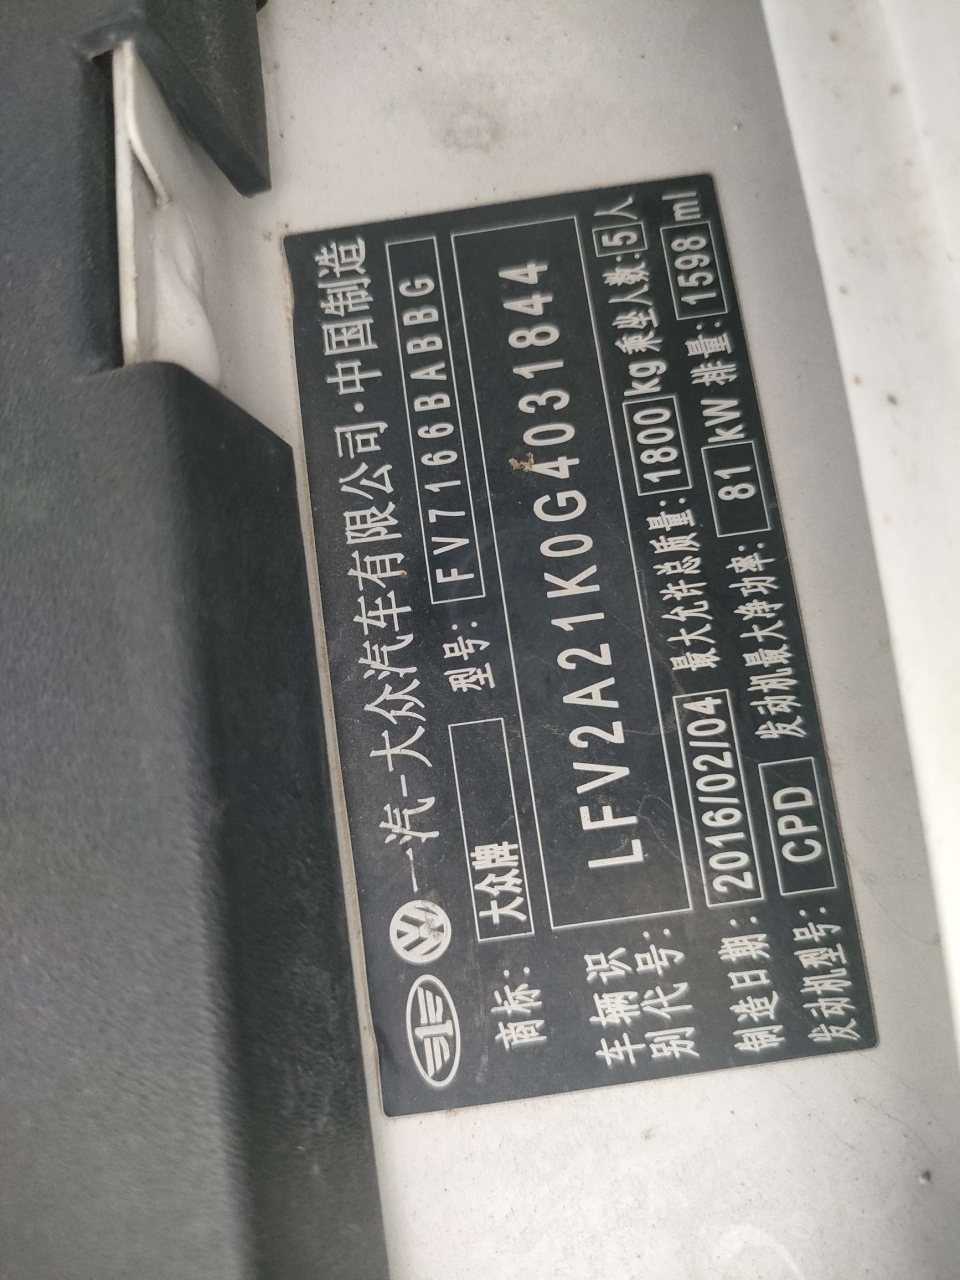 一汽-大众汽车有限公司·中国制造
商标: 大众牌 型号: FV7166BABBG
车辆识别代号: LFV2A21K0G4031844
制造日期: 2016/02/04 最大允许总质量: 1800 kg 乘坐人数: 5 人
发动机型号: CPD 发动机最大净功率: 81 kW 排量: 1598 ml